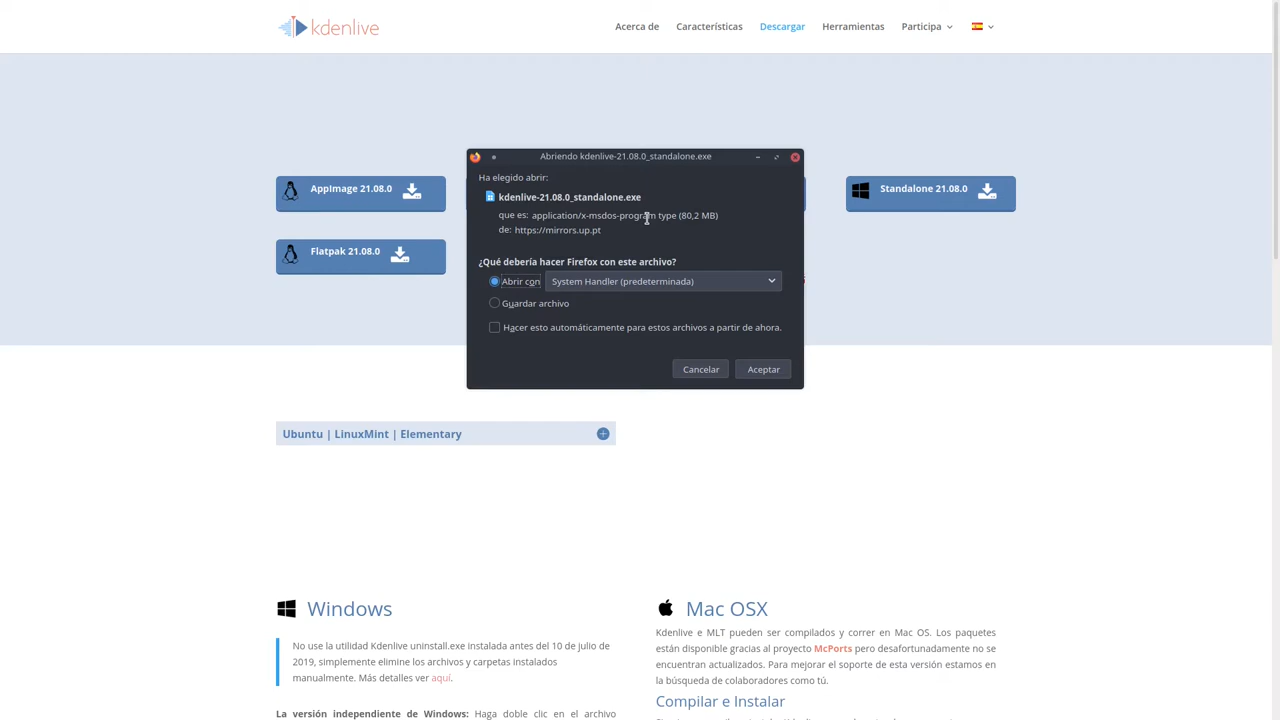 kdenlive
Acerca de Características Descargar Herramientas Participa
Abriendo kdenlive-21.08.0_standalone.exe
Ha elegido abrir:
kdenlive-21.08.0_standalone.exe
que es: application/x-msdos-program type (80,2 MB)
de: https://mirrors.up.pt
¿Qué debería hacer Firefox con este archivo?
Abrir con System Handler (predeterminada)
Guardar archivo
Hacer esto automáticamente para estos archivos a partir de ahora.
Cancelar Aceptar
AppImage 21.08.0
Standalone 21.08.0
Flatpak 21.08.0
Ubuntu | LinuxMint | Elementary
Windows
No use la utilidad Kdenlive uninstall.exe instalada antes del 10 de julio de
2019, simplemente elimine los archivos y carpetas instalados
manualmente. Más detalles ver aquí.
La versión independiente de Windows: Haga doble clic en el archivo
Mac OSX
Kdenlive e MLT pueden ser compilados y correr en Mac OS. Los paquetes
están disponible gracias al proyecto McPorts pero desafortunadamente no se
encuentran actualizados. Para mejorar el soporte de esta versión estamos en
la búsqueda de colaboradores como tú.
Compilar e Instalar